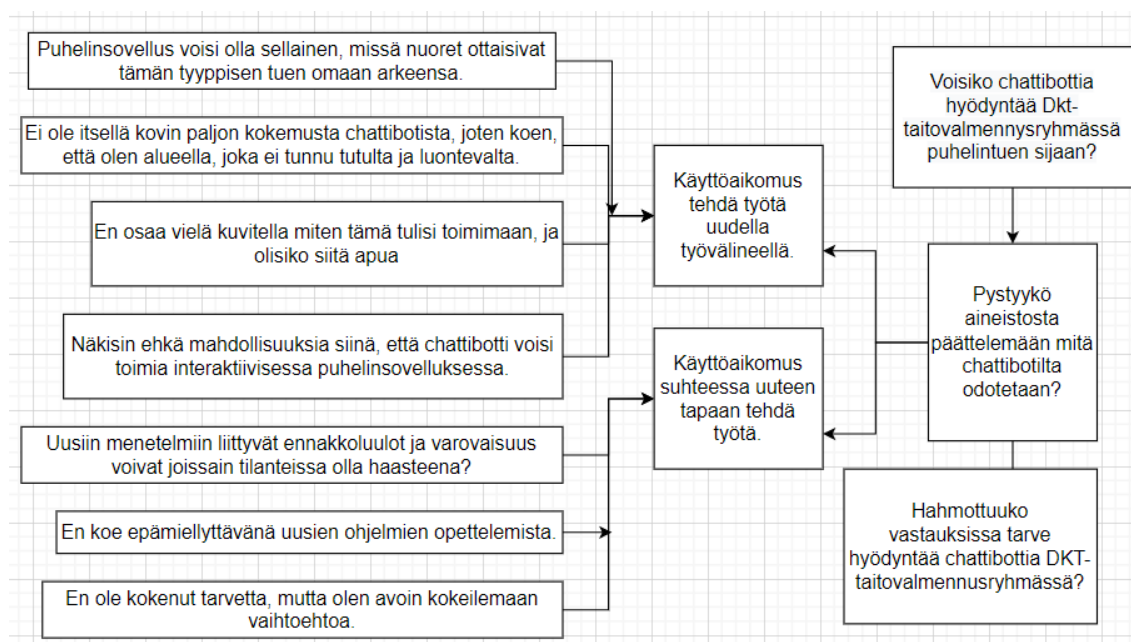 Puhelinsovellus voisi olla sellainen, missä nuoret ottaisivat
tämän tyyppisen tuen omaan arkeensa.
Ei ole itsellä kovin paljon kokemusta chattibotista, joten koen,
että olen alueella, joka ei tunnu tutulta ja luontevalta.
En osaa vielä kuvitella miten tämä tulisi toimimaan, ja
olisiko siitä apua
Näkisin ehkä mahdollisuuksia siinä, että chattibotti voisi
toimia interaktiivisessa puhelinsovelluksessa.
Uusiin menetelmiin liittyvät ennakkoluulot ja varovaisuus
voivat joissain tilanteissa olla haasteena?
En koe epämiellyttävänä uusien ohjelmien opettelemista.
En ole kokenut tarvetta, mutta olen avoin kokeilemaan
vaihtoehtoa.
Käyttöaikomus
tehdä työtä
uudella
työvälineellä.
Käyttöaikomus
suhteessa uuteen
tapaan tehdä
työtä.
Voisiko chattibottia
hyödyntää Dkt-
taitovalmennysryhmässä
puhelintuen sijaan?
Pystyykö
aineistosta
päättelemään mitä
chattibotilta
odotetaan?
Hahmottuuko
vastauksissa tarve
hyödyntää chattibottia DKT-
taitovalmennusryhmässä?